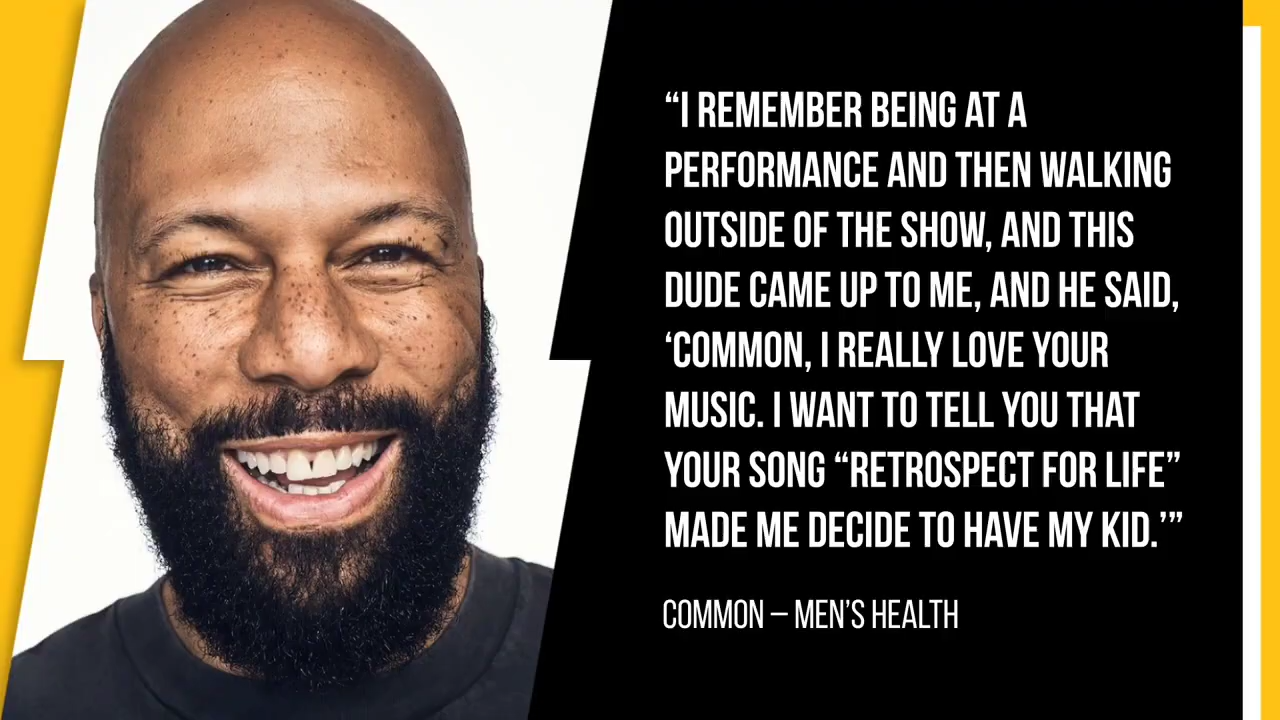 “I REMEMBER BEING AT A
PERFORMANCE AND THEN WALKING
OUTSIDE OF THE SHOW, AND THIS
DUDE CAME UP TO ME, AND HE SAID,
‘COMMON, I REALLY LOVE YOUR
MUSIC. I WANT TO TELL YOU THAT
YOUR SONG “RETROSPECT FOR LIFE”
MADE ME DECIDE TO HAVE MY KID.’”
COMMON – MEN’S HEALTH